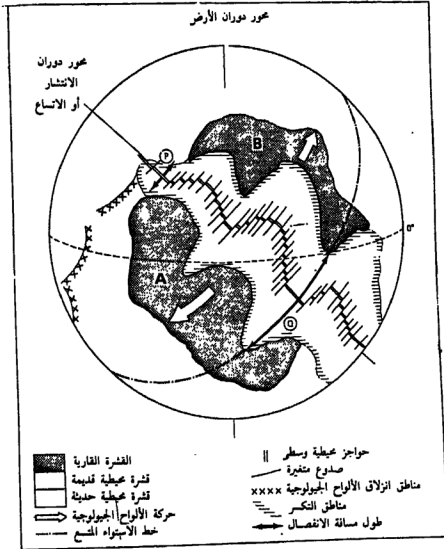 محور دوران الأرض
محور دوران
الانتشار
أو الاتساع
P
B
0°
A
Q
القشرة القارية
قشرة محيطية قديمة
قشرة محيطية حديثة
حركة الألواح الجيولوجية
خط الاستواء المتسع
حواجز محيطية وسطى
صدوع متغيرة
مناطق انزلاق الألواح الجيولوجية
مناطق التكسر
طول مسافة الانفصال